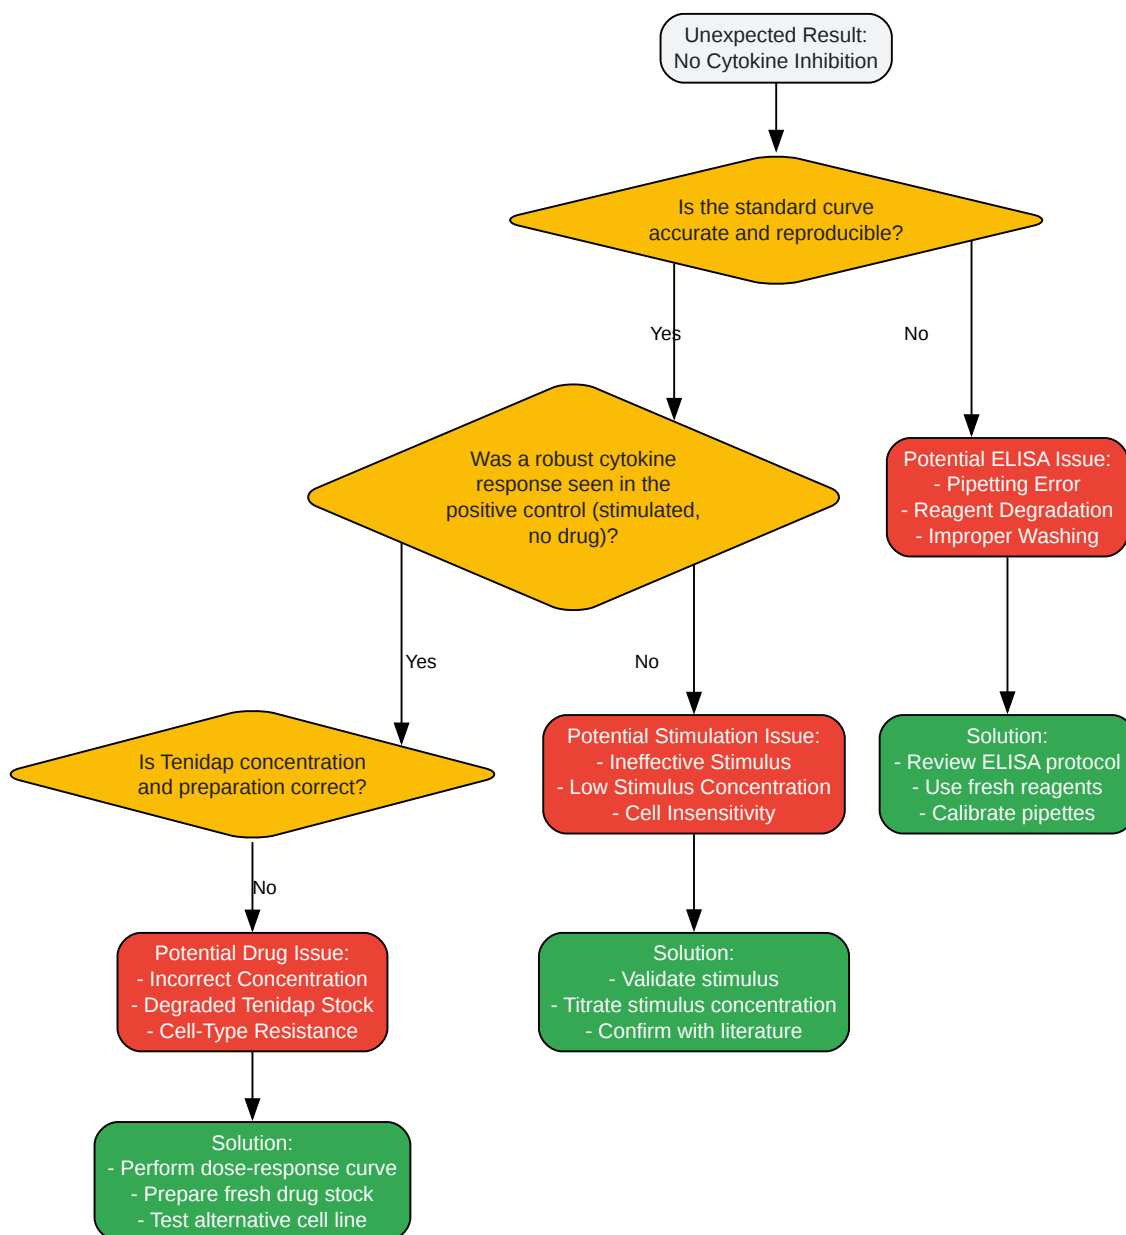 Unexpected Result:
No Cytokine Inhibition
Is the standard curve
accurate and reproducible?
Yes
No
Was a robust cytokine
response seen in the
positive control (stimulated,
no drug)?
Potential ELISA Issue:
- Pipetting Error
- Reagent Degradation
- Improper Washing
Yes
No
Is Tenidap concentration
and preparation correct?
Potential Stimulation Issue:
- Ineffective Stimulus
- Low Stimulus Concentration
- Cell Insensitivity
Solution:
- Review ELISA protocol
- Use fresh reagents
- Calibrate pipettes
No
Potential Drug Issue:
- Incorrect Concentration
- Degraded Tenidap Stock
- Cell-Type Resistance
Solution:
- Validate stimulus
- Titrate stimulus concentration
- Confirm with literature
Solution:
- Perform dose-response curve
- Prepare fresh drug stock
- Test alternative cell line